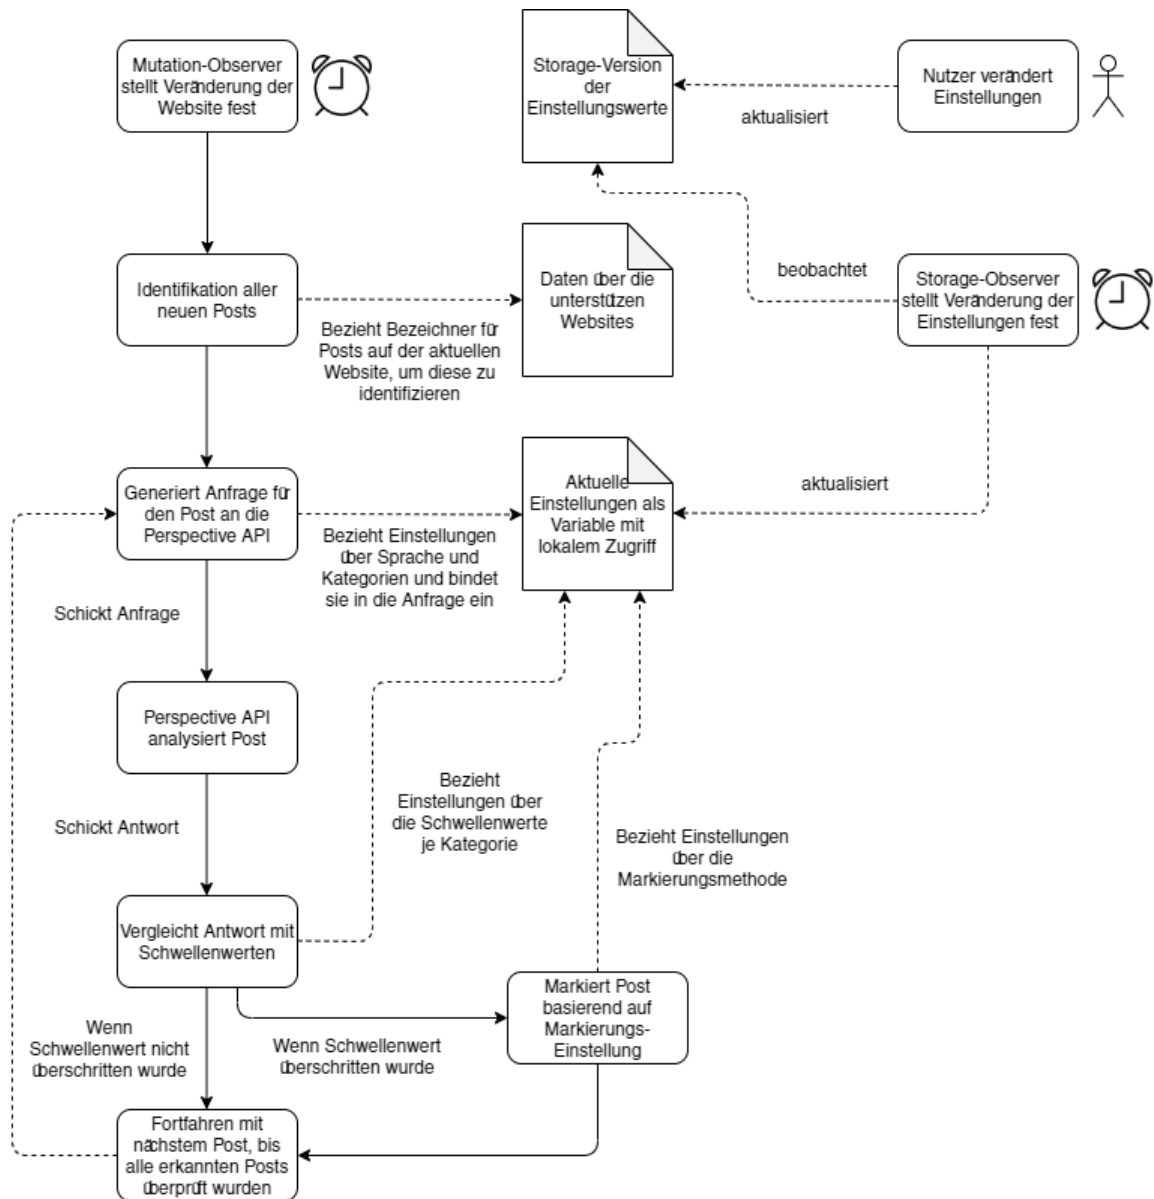 Mutation-Observer
stellt Veränderung der
Website fest
Storage-Version
der
Einstellungswerte
aktualisiert
Nutzer verändert
Einstellungen
Identifikation aller
neuen Posts
Bezieht Bezeichner für
Posts auf der aktuellen
Website, um diese zu
identifizieren
Daten über die
unterstützen
Websites
beobachtet
Storage-Observer
stellt Veränderung der
Einstellungen fest
Generiert Anfrage für
den Post an die
Perspective API
Bezieht Einstellungen
über Sprache und
Kategorien und bindet
sie in die Anfrage ein
Aktuelle
Einstellungen als
Variable mit
lokalem Zugriff
aktualisiert
Schickt Anfrage
Perspective API
analysiert Post
Schickt Antwort
Bezieht
Einstellungen über
die Schwellenwerte
je Kategorie
Bezieht Einstellungen
über die
Markierungsmethode
Vergleicht Antwort mit
Schwellenwerten
Markiert Post
basierend auf
Markierungs-
Einstellung
Wenn
Schwellenwert nicht
überschritten wurde
Wenn Schwellenwert
überschritten wurde
Fortfahren mit
nächstem Post, bis
alle erkannten Posts
überprüft wurden